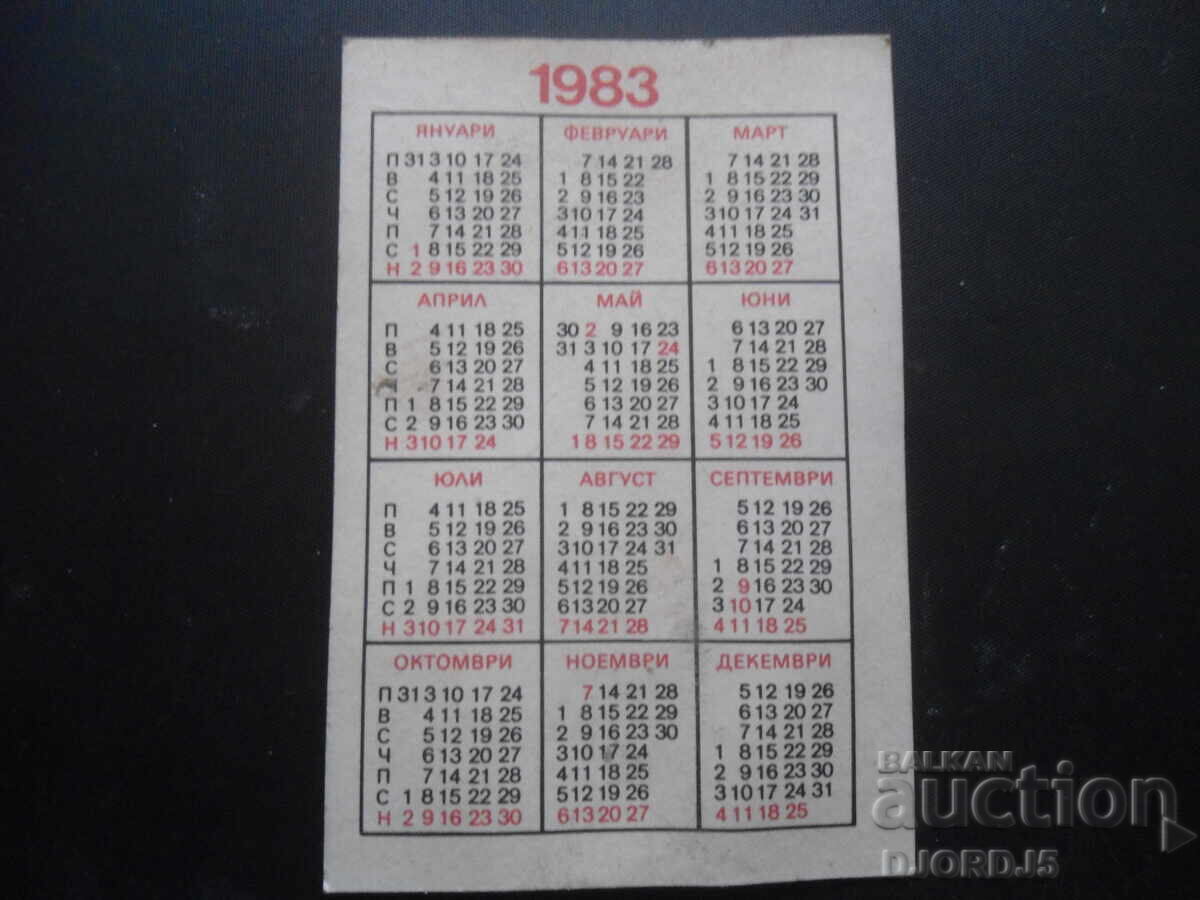 1983
ЯНУАРИ
П 31 3 10 17 24
В 4 11 18 25
С 5 12 19 26
Ч 6 13 20 27
П 7 14 21 28
С 1 8 15 22 29
Н 2 9 16 23 30
ФЕВРУАРИ
7 14 21 28
1 8 15 22
2 9 16 23
3 10 17 24
4 11 18 25
5 12 19 26
6 13 20 27
МАРТ
7 14 21 28
1 8 15 22 29
2 9 16 23 30
3 10 17 24 31
4 11 18 25
5 12 19 26
6 13 20 27
АПРИЛ
П 4 11 18 25
В 5 12 19 26
С 6 13 20 27
Ч 7 14 21 28
П 1 8 15 22 29
С 2 9 16 23 30
Н 3 10 17 24
МАЙ
30 2 9 16 23
31 3 10 17 24
4 11 18 25
5 12 19 26
6 13 20 27
7 14 21 28
1 8 15 22 29
ЮНИ
6 13 20 27
7 14 21 28
1 8 15 22 29
2 9 16 23 30
3 10 17 24
4 11 18 25
5 12 19 26
ЮЛИ
П 4 11 18 25
В 5 12 19 26
С 6 13 20 27
Ч 7 14 21 28
П 1 8 15 22 29
С 2 9 16 23 30
Н 3 10 17 24 31
АВГУСТ
1 8 15 22 29
2 9 16 23 30
3 10 17 24 31
4 11 18 25
5 12 19 26
6 13 20 27
7 14 21 28
СЕПТЕМВРИ
5 12 19 26
6 13 20 27
7 14 21 28
1 8 15 22 29
2 9 16 23 30
3 10 17 24
4 11 18 25
ОКТОМВРИ
П 31 3 10 17 24
В 4 11 18 25
С 5 12 19 26
Ч 6 13 20 27
П 7 14 21 28
С 1 8 15 22 29
Н 2 9 16 23 30
НОЕМВРИ
7 14 21 28
1 8 15 22 29
2 9 16 23 30
3 10 17 24
4 11 18 25
5 12 19 26
6 13 20 27
ДЕКЕМВРИ
5 12 19 26
6 13 20 27
7 14 21 28
1 8 15 22 29
2 9 16 23 30
3 10 17 24 31
4 11 18 25
BALKAN
auction
DJORDJ5